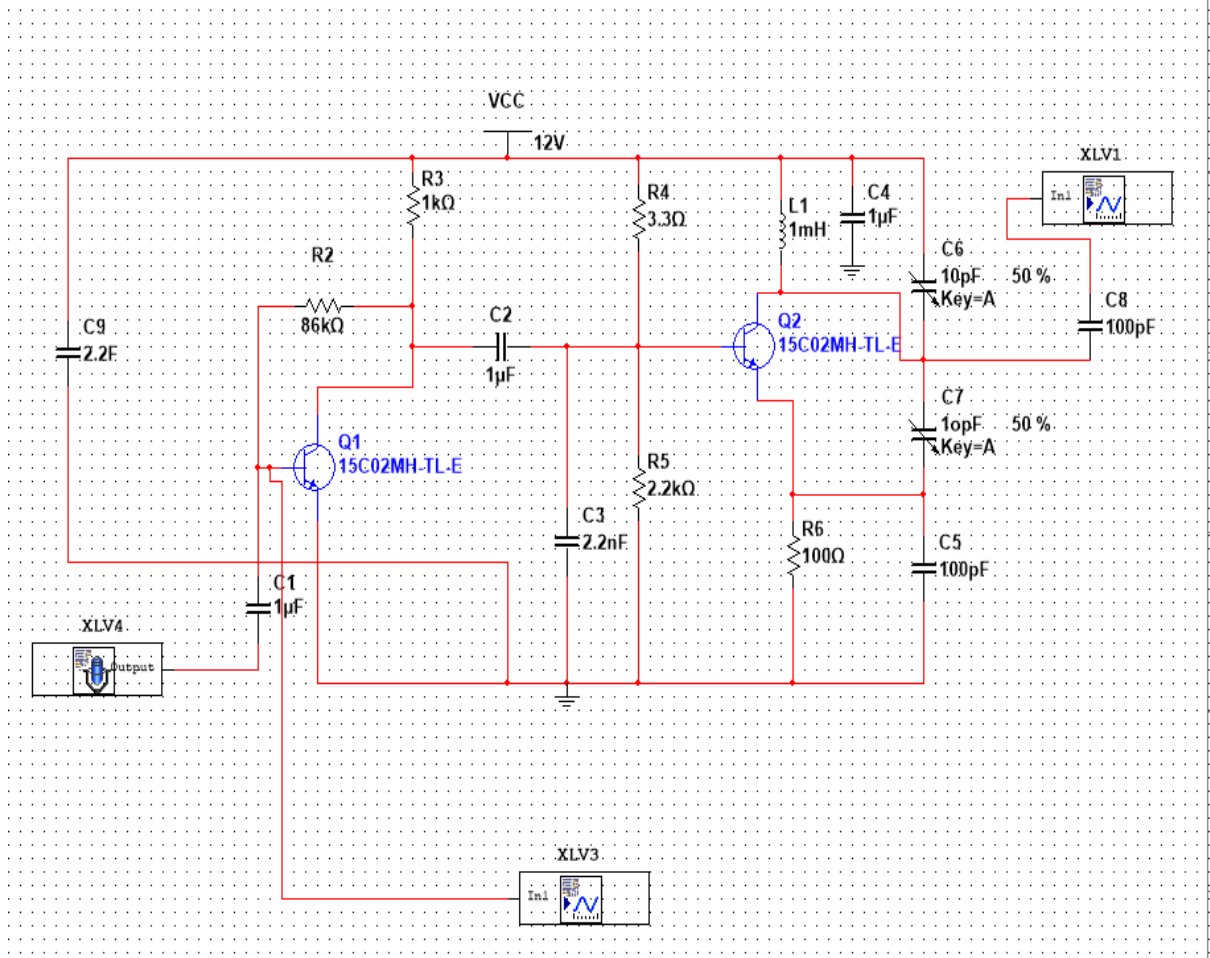 VCC
12V
XLV1
In1
R3
1kΩ
R4
3.3Ω
L1
1mH
C4
1µF
R2
86kΩ
C6
10pF 50 %
Key=A
C8
100pF
C9
2.2F
C2
1µF
Q2
15C02MH-TL-E
C7
1opF 50 %
Key=A
Q1
15C02MH-TL-E
R5
2.2kΩ
C3
2.2nF
R6
100Ω
C5
100pF
C1
1µF
XLV4
Output
XLV3
In1